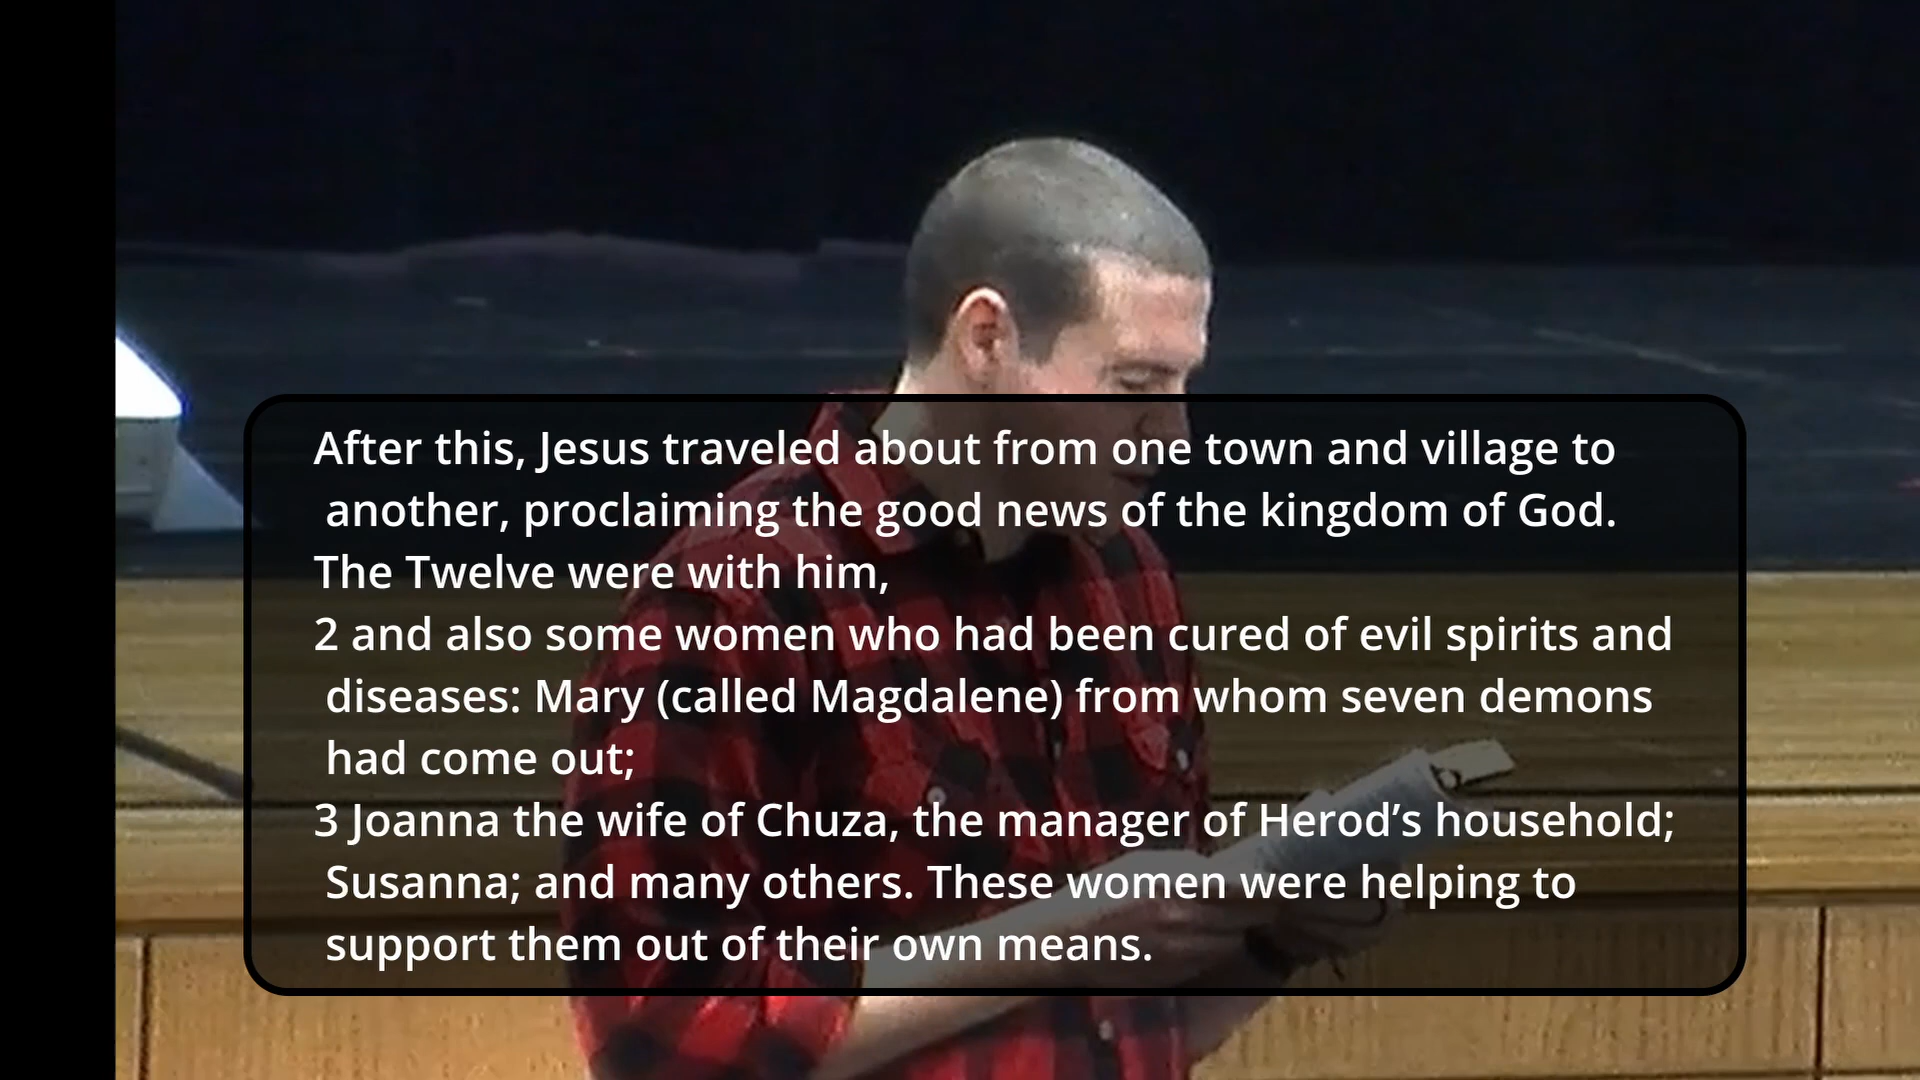 After this, Jesus traveled about from one town and village to
another, proclaiming the good news of the kingdom of God.
The Twelve were with him,
2 and also some women who had been cured of evil spirits and
diseases: Mary (called Magdalene) from whom seven demons
had come out;
3 Joanna the wife of Chuza, the manager of Herod’s household;
Susanna; and many others. These women were helping to
support them out of their own means.